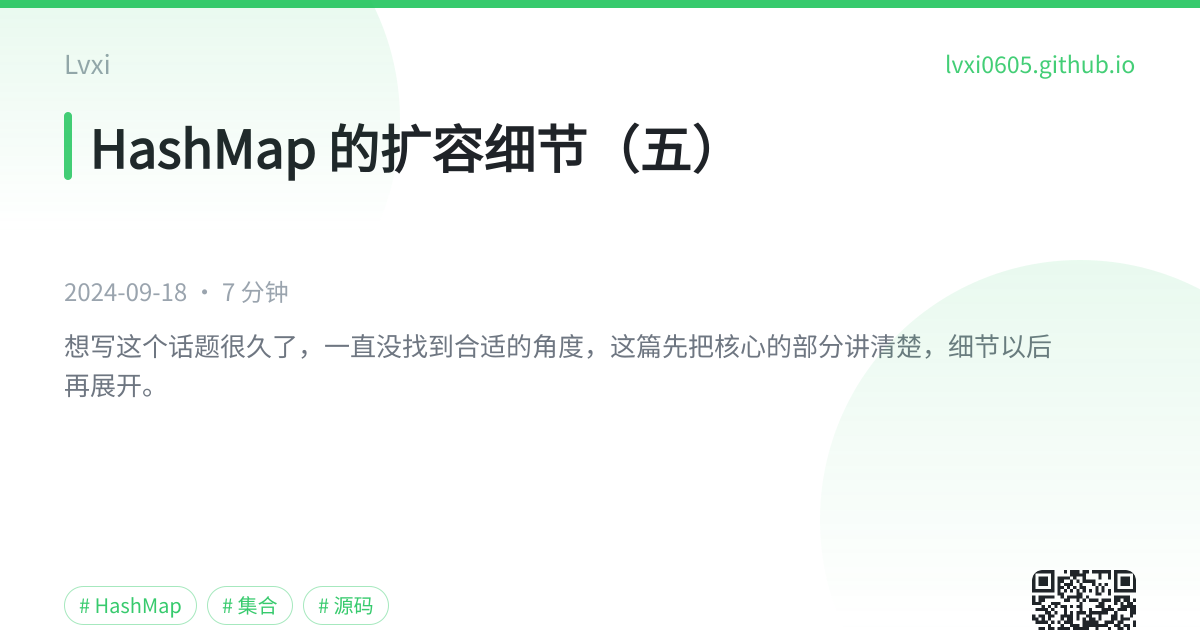 Lvxi
lvxi0605.github.io
HashMap 的扩容细节（五）
2024-09-18 · 7 分钟
想写这个话题很久了，一直没找到合适的角度，这篇先把核心的部分讲清楚，细节以后
再展开。
# HashMap
# 集合
# 源码